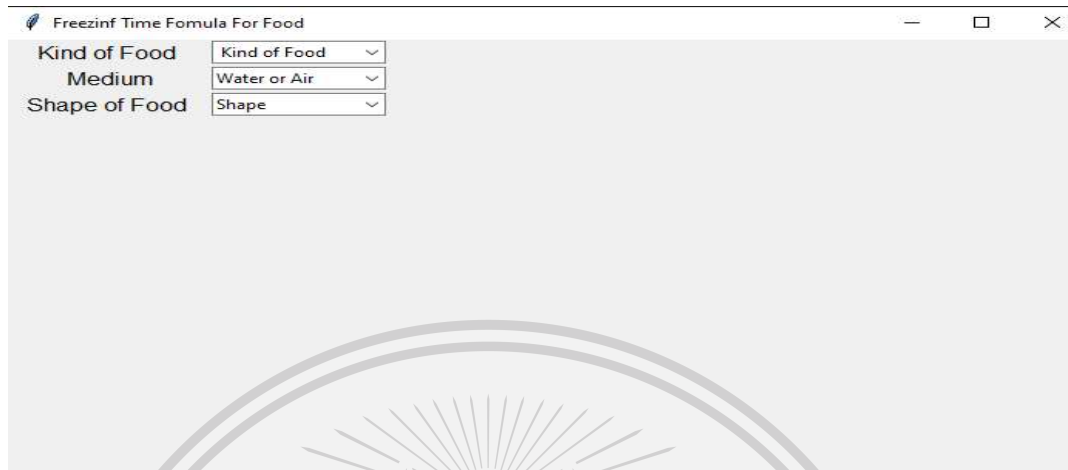 Freezinf Time Fomula For Food
Kind of Food Kind of Food
Medium Water or Air
Shape of Food Shape